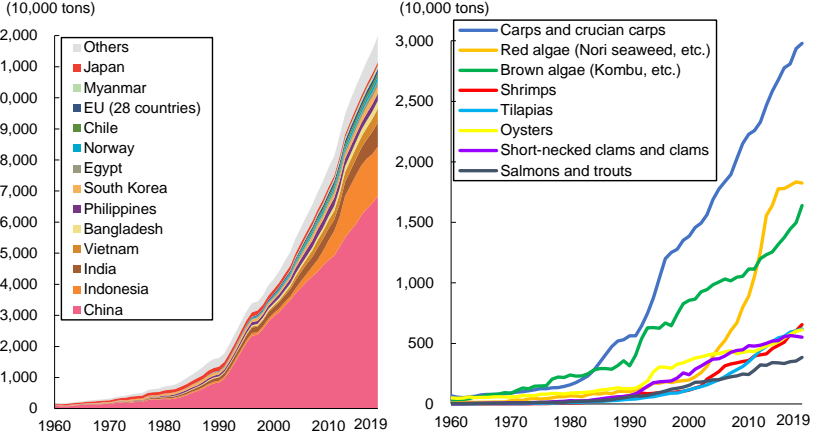 (10,000 tons)
2,000
1,000
0,000
9,000
8,000
7,000
6,000
5,000
4,000
3,000
2,000
1,000
0
Others
Japan
Myanmar
EU (28 countries)
Chile
Norway
Egypt
South Korea
Philippines
Bangladesh
Vietnam
India
Indonesia
China
1960 1970 1980 1990 2000 2010 2019
(10,000 tons)
3,000
2,500
2,000
1,500
1,000
500
0
Carps and crucian carps
Red algae (Nori seaweed, etc.)
Brown algae (Kombu, etc.)
Shrimps
Tilapias
Oysters
Short-necked clams and clams
Salmons and trouts
1960 1970 1980 1990 2000 2010 2019